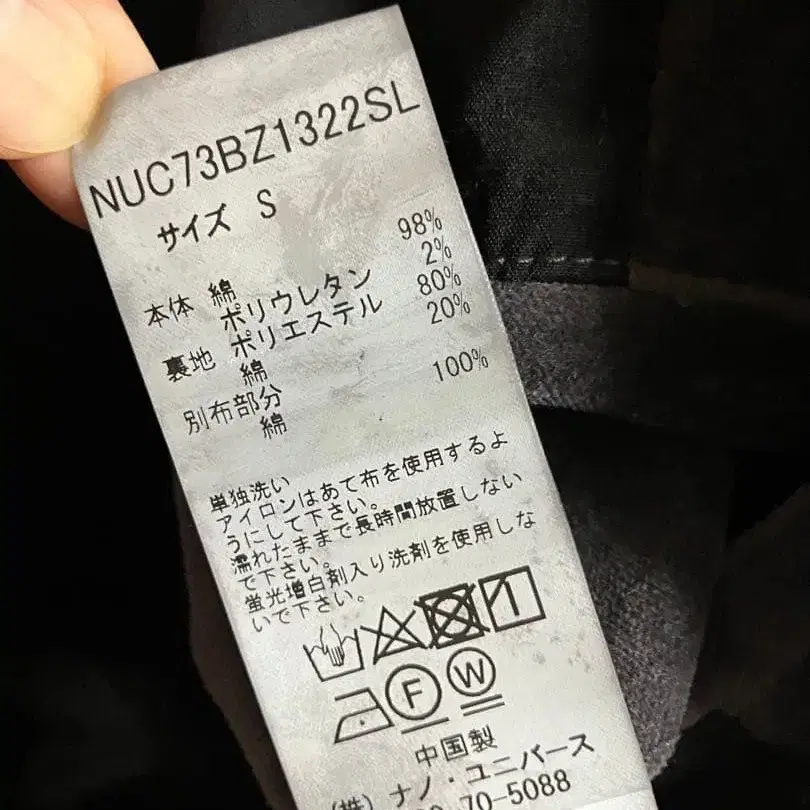 NUC73BZ1322SL
サイズ S
本体 綿 98%
ポリウレタン 2%
裏地 ポリエステル 80%
綿 20%
別布部分
綿 100%
単独洗い
アイロンはあて布を使用するよ
うにして下さい。
濡れたままで長時間放置しない
で下さい。
蛍光増白剤入り洗剤を使用しな
いで下さい。
F W
中国製
(株) ナノ・ユニバース
70-5088